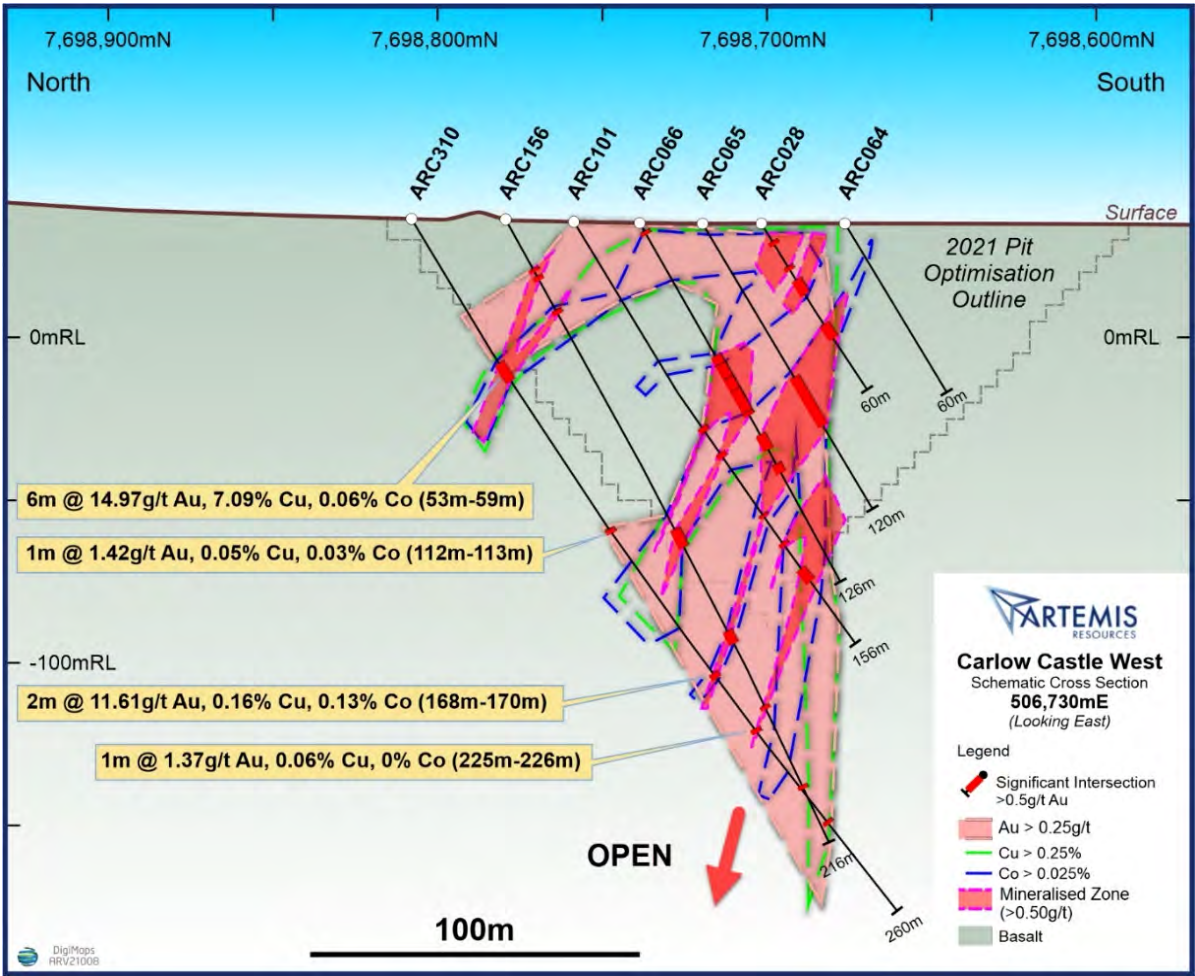 7,698,900mN
7,698,800mN
7,698,700mN
7,698,600mN
North
South
ARC310
ARC156
ARC101
ARC066
ARC065
ARC028
ARC064
Surface
2021 Pit
Optimisation
Outline
0mRL
0mRL
60m
60m
6m @ 14.97g/t Au, 7.09% Cu, 0.06% Co (53m-59m)
120m
1m @ 1.42g/t Au, 0.05% Cu, 0.03% Co (112m-113m)
126m
156m
-100mRL
2m @ 11.61g/t Au, 0.16% Cu, 0.13% Co (168m-170m)
1m @ 1.37g/t Au, 0.06% Cu, 0% Co (225m-226m)
OPEN
216m
260m
100m
ARTEMIS
RESOURCES
Carlow Castle West
Schematic Cross Section
506,730mE
(Looking East)
Legend
Significant Intersection
>0.5g/t Au
Au > 0.25g/t
Cu > 0.25%
Co > 0.025%
Mineralised Zone
(>0.50g/t)
Basalt
DigiMaps
ARV21008